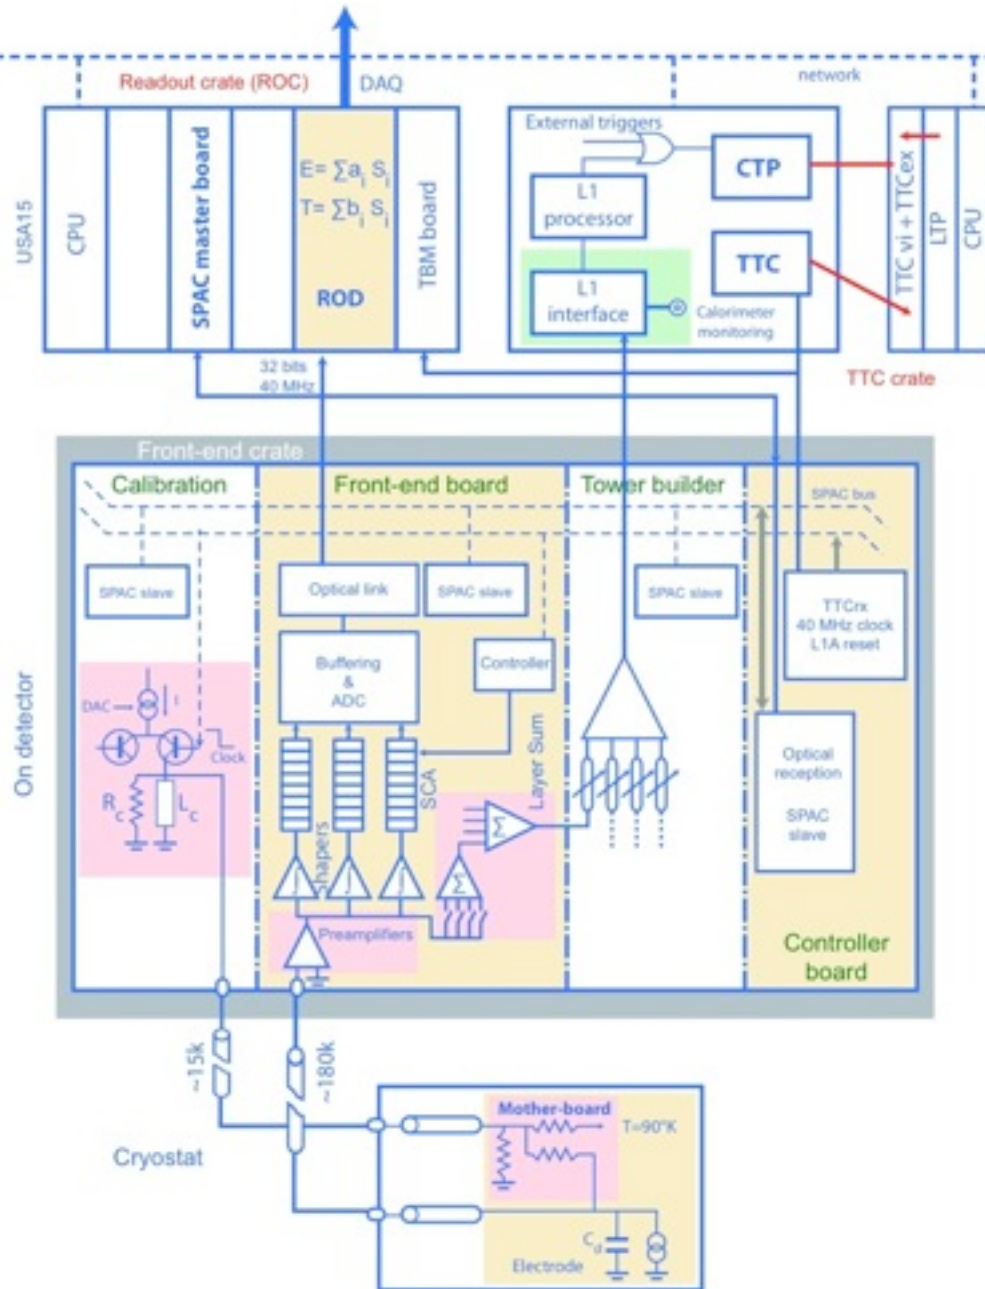 Readout crate (ROC)
DAQ
network
USA15
CPU
SPAC master board
E= ∑a_i S_i
T= ∑b_i S_i
ROD
TBM board
External triggers
CTP
L1
processor
TTC
L1
interface
Calorimeter
monitoring
TTC vi + TTCex
LTP
CPU
32 bits
40 MHz
TTC crate
Front-end crate
Calibration
Front-end board
Tower builder
SPAC bus
SPAC slave
Optical link
SPAC slave
SPAC slave
TTCrx
40 MHz clock
L1A reset
On detector
Buffering
&
ADC
Controller
DAC
I
Clock
R_c
L_c
SCA
Layer Sum
Optical
reception
SPAC
slave
Shapers
∫
∫
∫
∑
∑
Preamplifiers
Controller
board
~15k
~180k
Cryostat
Mother-board
T=90°K
C_d
Electrode